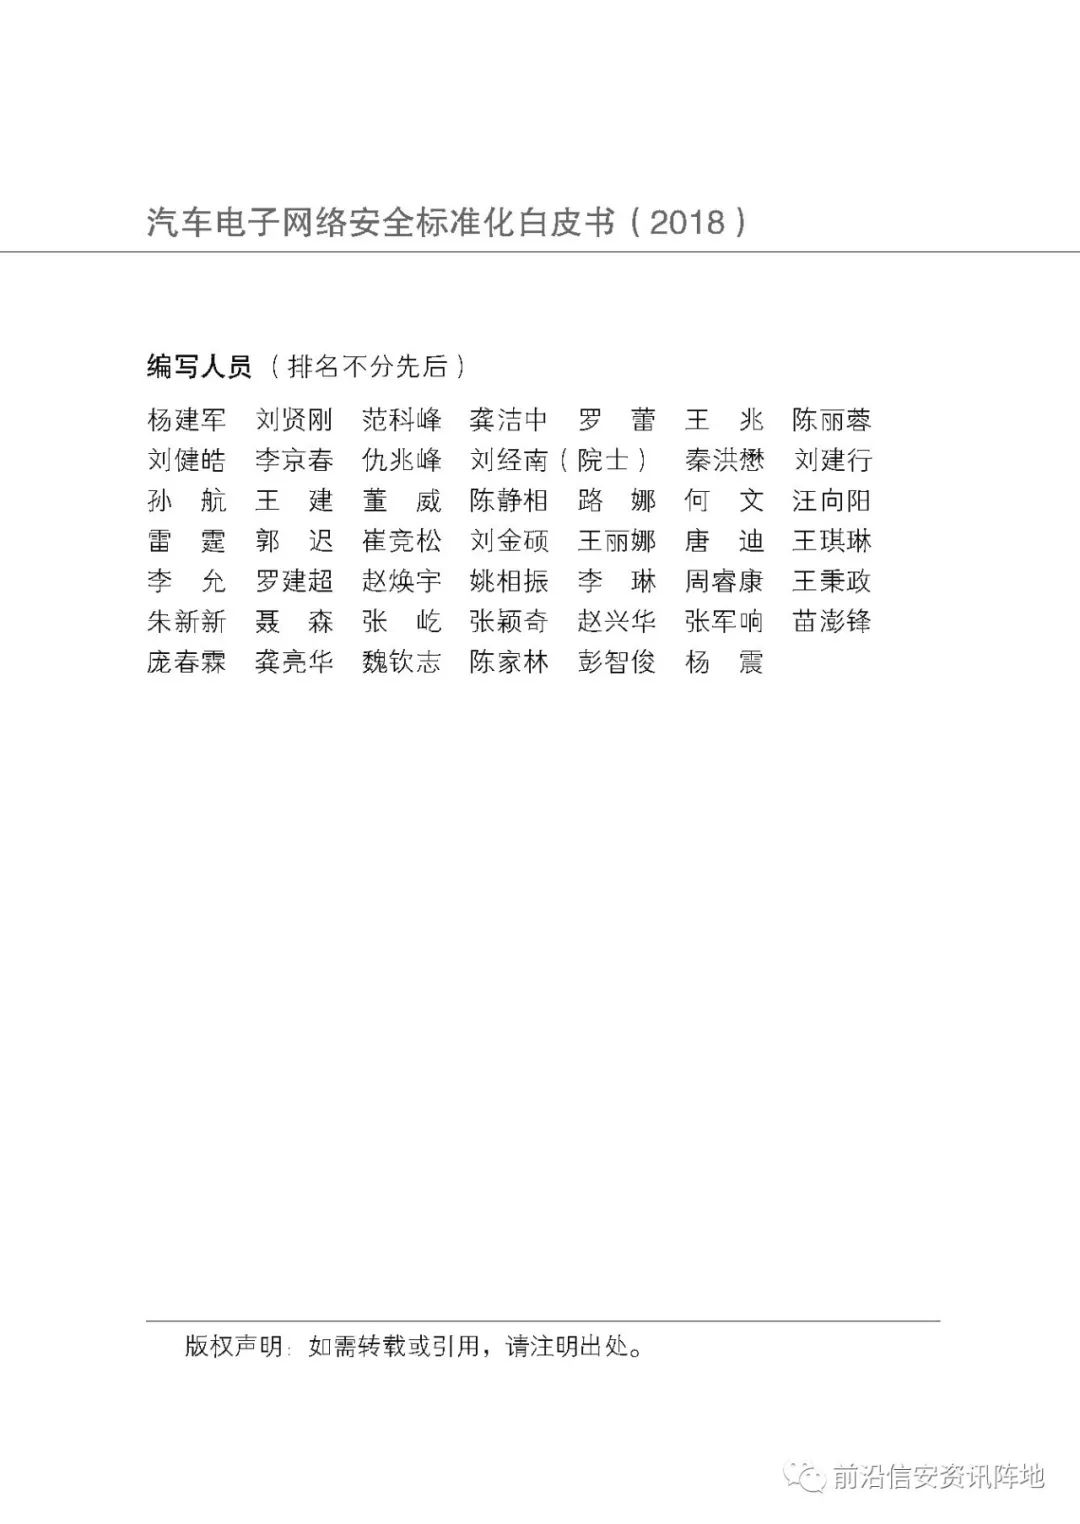 汽车电子网络安全标准化白皮书（2018）
编写人员（排名不分先后）
杨建军 刘贤刚 范科峰 龚洁中 罗 蕾 王 兆 陈丽蓉
刘健皓 李京春 仇兆峰 刘经南（院士） 秦洪懋 刘建行
孙 航 王 建 董 威 陈静相 路 娜 何 文 汪向阳
雷 霆 郭 迟 崔竞松 刘金硕 王丽娜 唐 迪 王琪琳
李 允 罗建超 赵焕宇 姚相振 李 琳 周睿康 王秉政
朱新新 聂 森 张 屹 张颖奇 赵兴华 张军响 苗澎锋
庞春霖 龚亮华 魏钦志 陈家林 彭智俊 杨 震
版权声明：如需转载或引用，请注明出处。
前沿信安资讯阵地